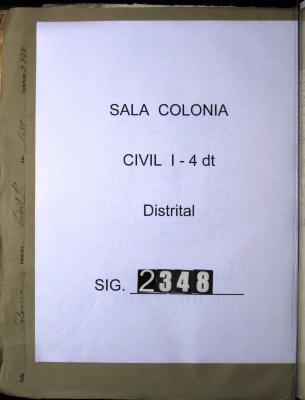 SALA COLONIA
CIVIL I - 4 dt
Distrital
SIG. 2348